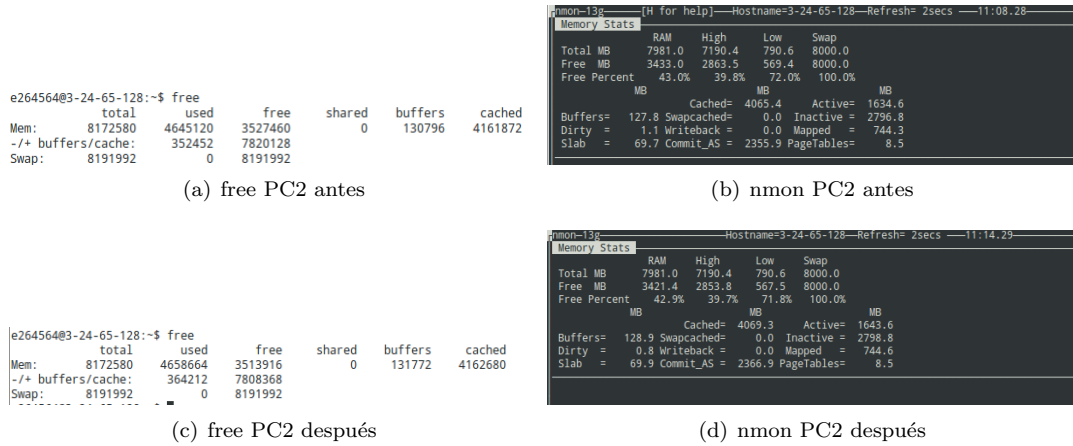 e264564@3-24-65-128:~$ free
total used free shared buffers cached
Mem: 8172580 4645120 3527460 0 130796 4161872
-/+ buffers/cache: 352452 7820128
Swap: 8191992 0 8191992
(a) free PC2 antes
nmon-13g [H for help] Hostname=3-24-65-128 Refresh= 2secs 11:08.28
Memory Stats
RAM High Low Swap
Total MB 7981.0 7190.4 790.6 8000.0
Free MB 3433.0 2863.5 569.4 8000.0
Free Percent 43.0% 39.8% 72.0% 100.0%
MB MB MB
Cached= 4065.4 Active= 1634.6
Buffers= 127.8 Swapcached= 0.0 Inactive = 2796.8
Dirty = 1.1 Writeback = 0.0 Mapped = 744.3
Slab = 69.7 Commit_AS = 2355.9 PageTables= 8.5
(b) nmon PC2 antes
e264564@3-24-65-128:~$ free
total used free shared buffers cached
Mem: 8172580 4658664 3513916 0 131772 4162680
-/+ buffers/cache: 364212 7808368
Swap: 8191992 0 8191992
(c) free PC2 después
nmon-13g Hostname=3-24-65-128 Refresh= 2secs 11:14.29
Memory Stats
RAM High Low Swap
Total MB 7981.0 7190.4 790.6 8000.0
Free MB 3421.4 2853.8 567.5 8000.0
Free Percent 42.9% 39.7% 71.8% 100.0%
MB MB MB
Cached= 4069.3 Active= 1643.6
Buffers= 128.9 Swapcached= 0.0 Inactive = 2798.8
Dirty = 0.8 Writeback = 0.0 Mapped = 744.6
Slab = 69.9 Commit_AS = 2366.9 PageTables= 8.5
(d) nmon PC2 después